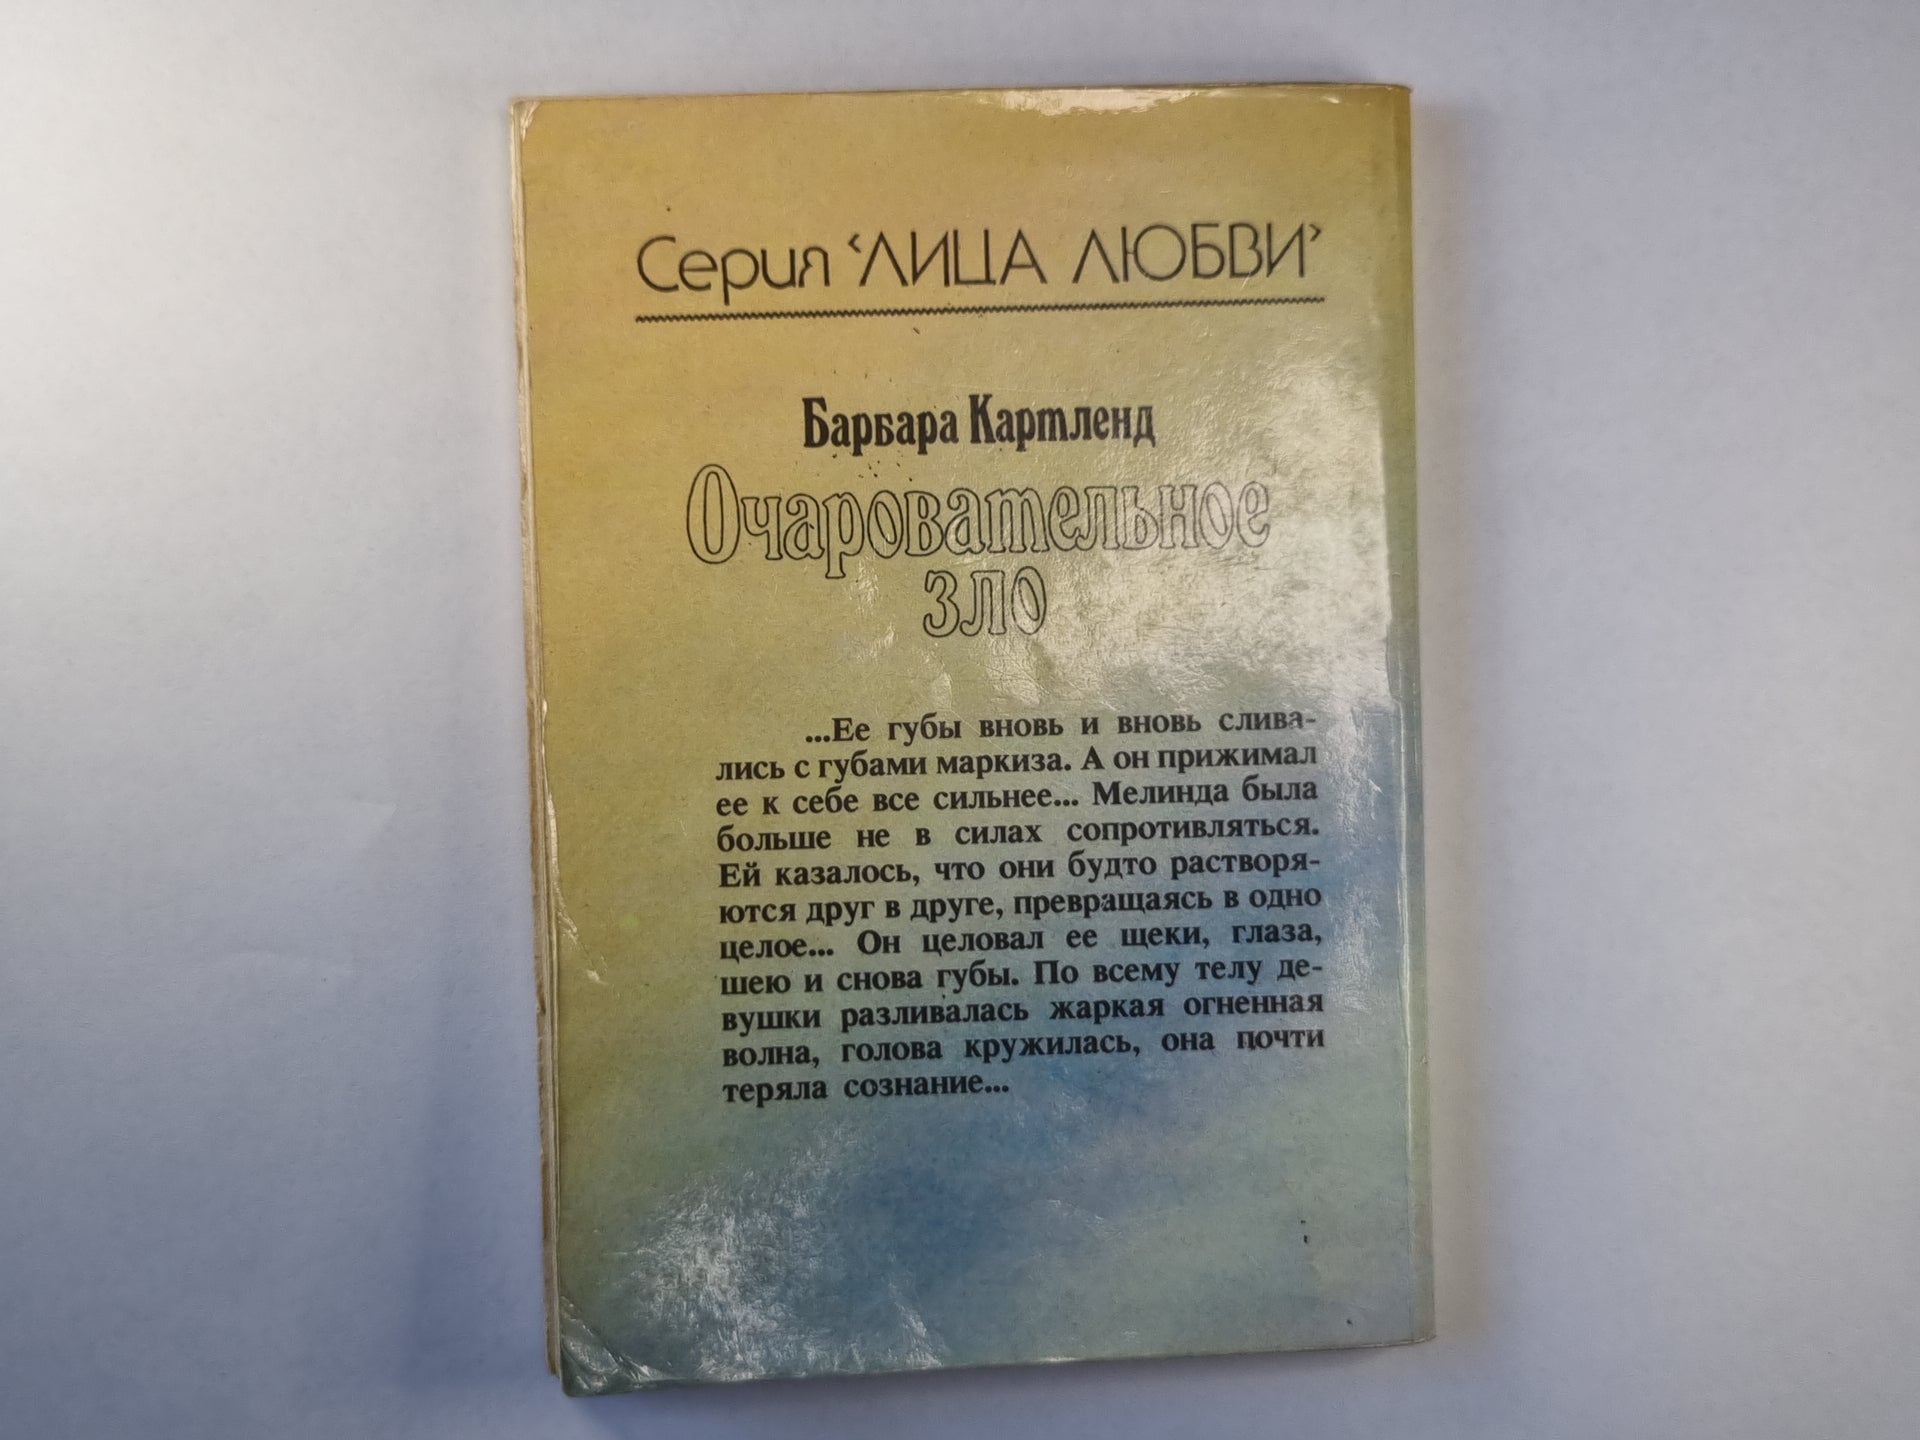 Серия ‹ЛИЦА ЛЮБВИ›
Барбара Картленд
Очаровательное
зло
...Ее губы вновь и вновь слива-
лись с губами маркиза. А он прижимал
ее к себе все сильнее... Мелинда была
больше не в силах сопротивляться.
Ей казалось, что они будто растворя-
ются друг в друге, превращаясь в одно
целое... Он целовал ее щеки, глаза,
шею и снова губы. По всему телу де-
вушки разливалась жаркая огненная
волна, голова кружилась, она почти
теряла сознание...